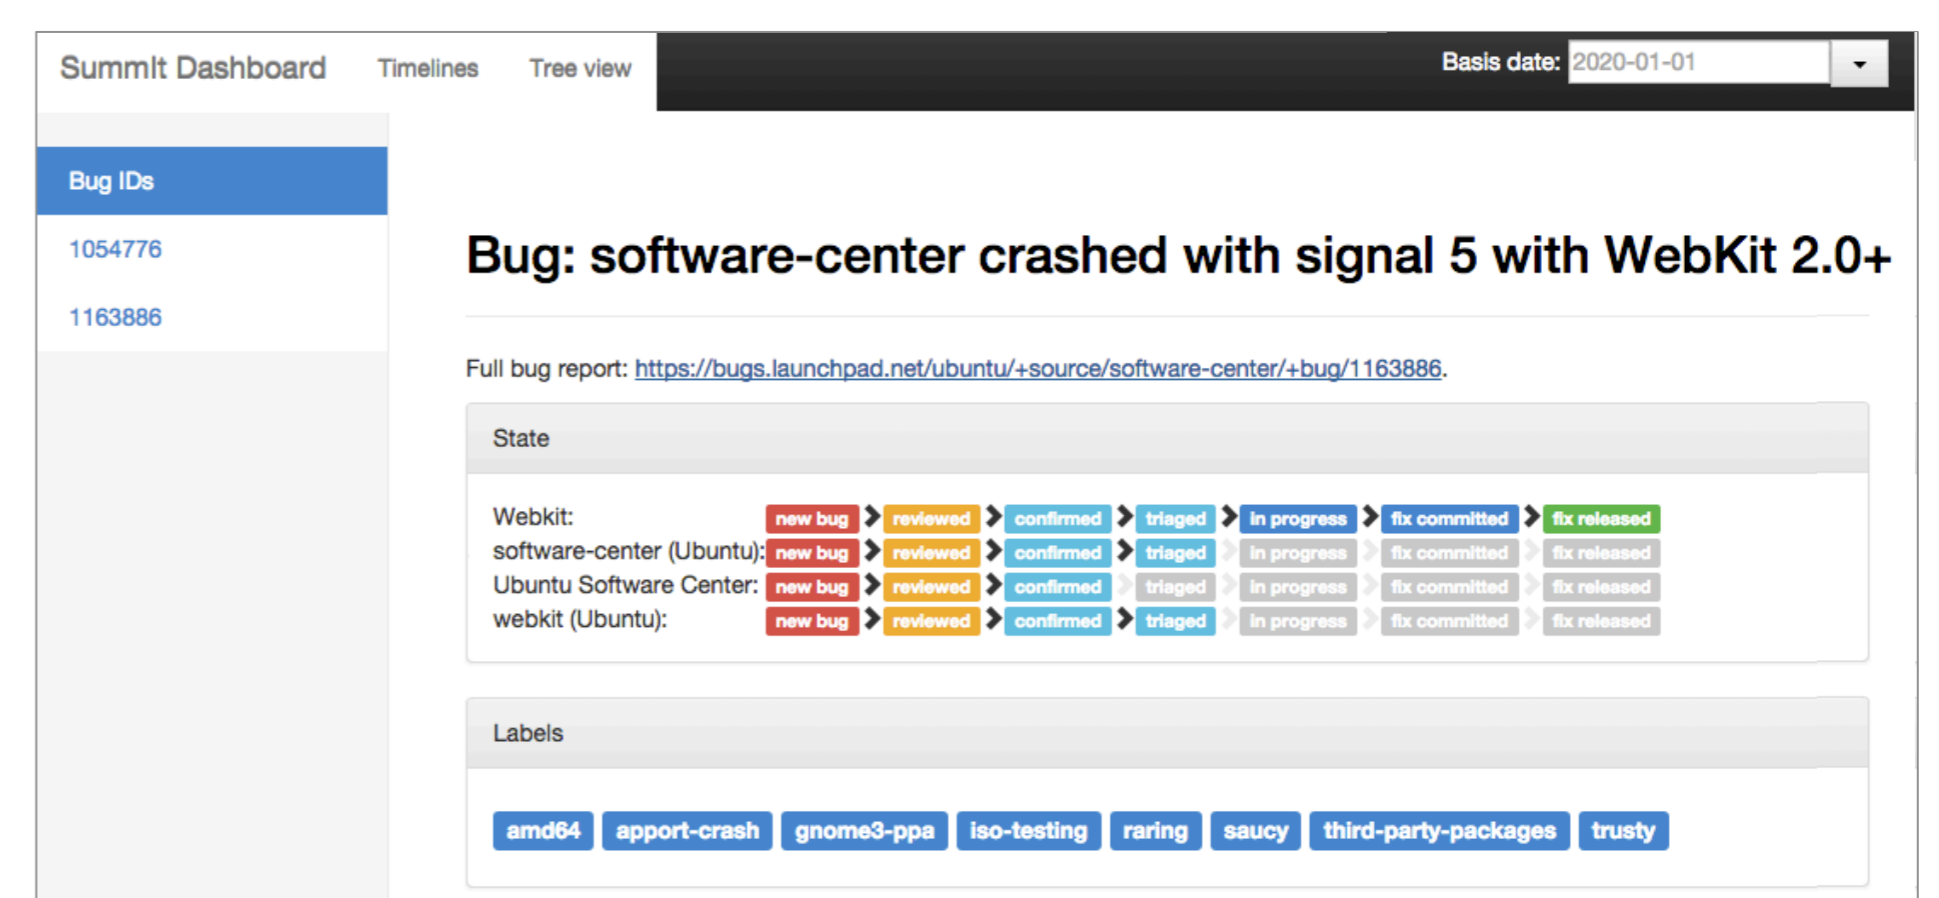 SummIt Dashboard Timelines Tree view Basis date: 2020-01-01
Bug IDs
1054776
1163886
Bug: software-center crashed with signal 5 with WebKit 2.0+
Full bug report: https://bugs.launchpad.net/ubuntu/+source/software-center/+bug/1163886.
State
Webkit: new bug reviewed confirmed triaged in progress fix committed fix released
software-center (Ubuntu): new bug reviewed confirmed triaged in progress fix committed fix released
Ubuntu Software Center: new bug reviewed confirmed triaged in progress fix committed fix released
webkit (Ubuntu): new bug reviewed confirmed triaged in progress fix committed fix released
Labels
amd64 apport-crash gnome3-ppa iso-testing raring saucy third-party-packages trusty